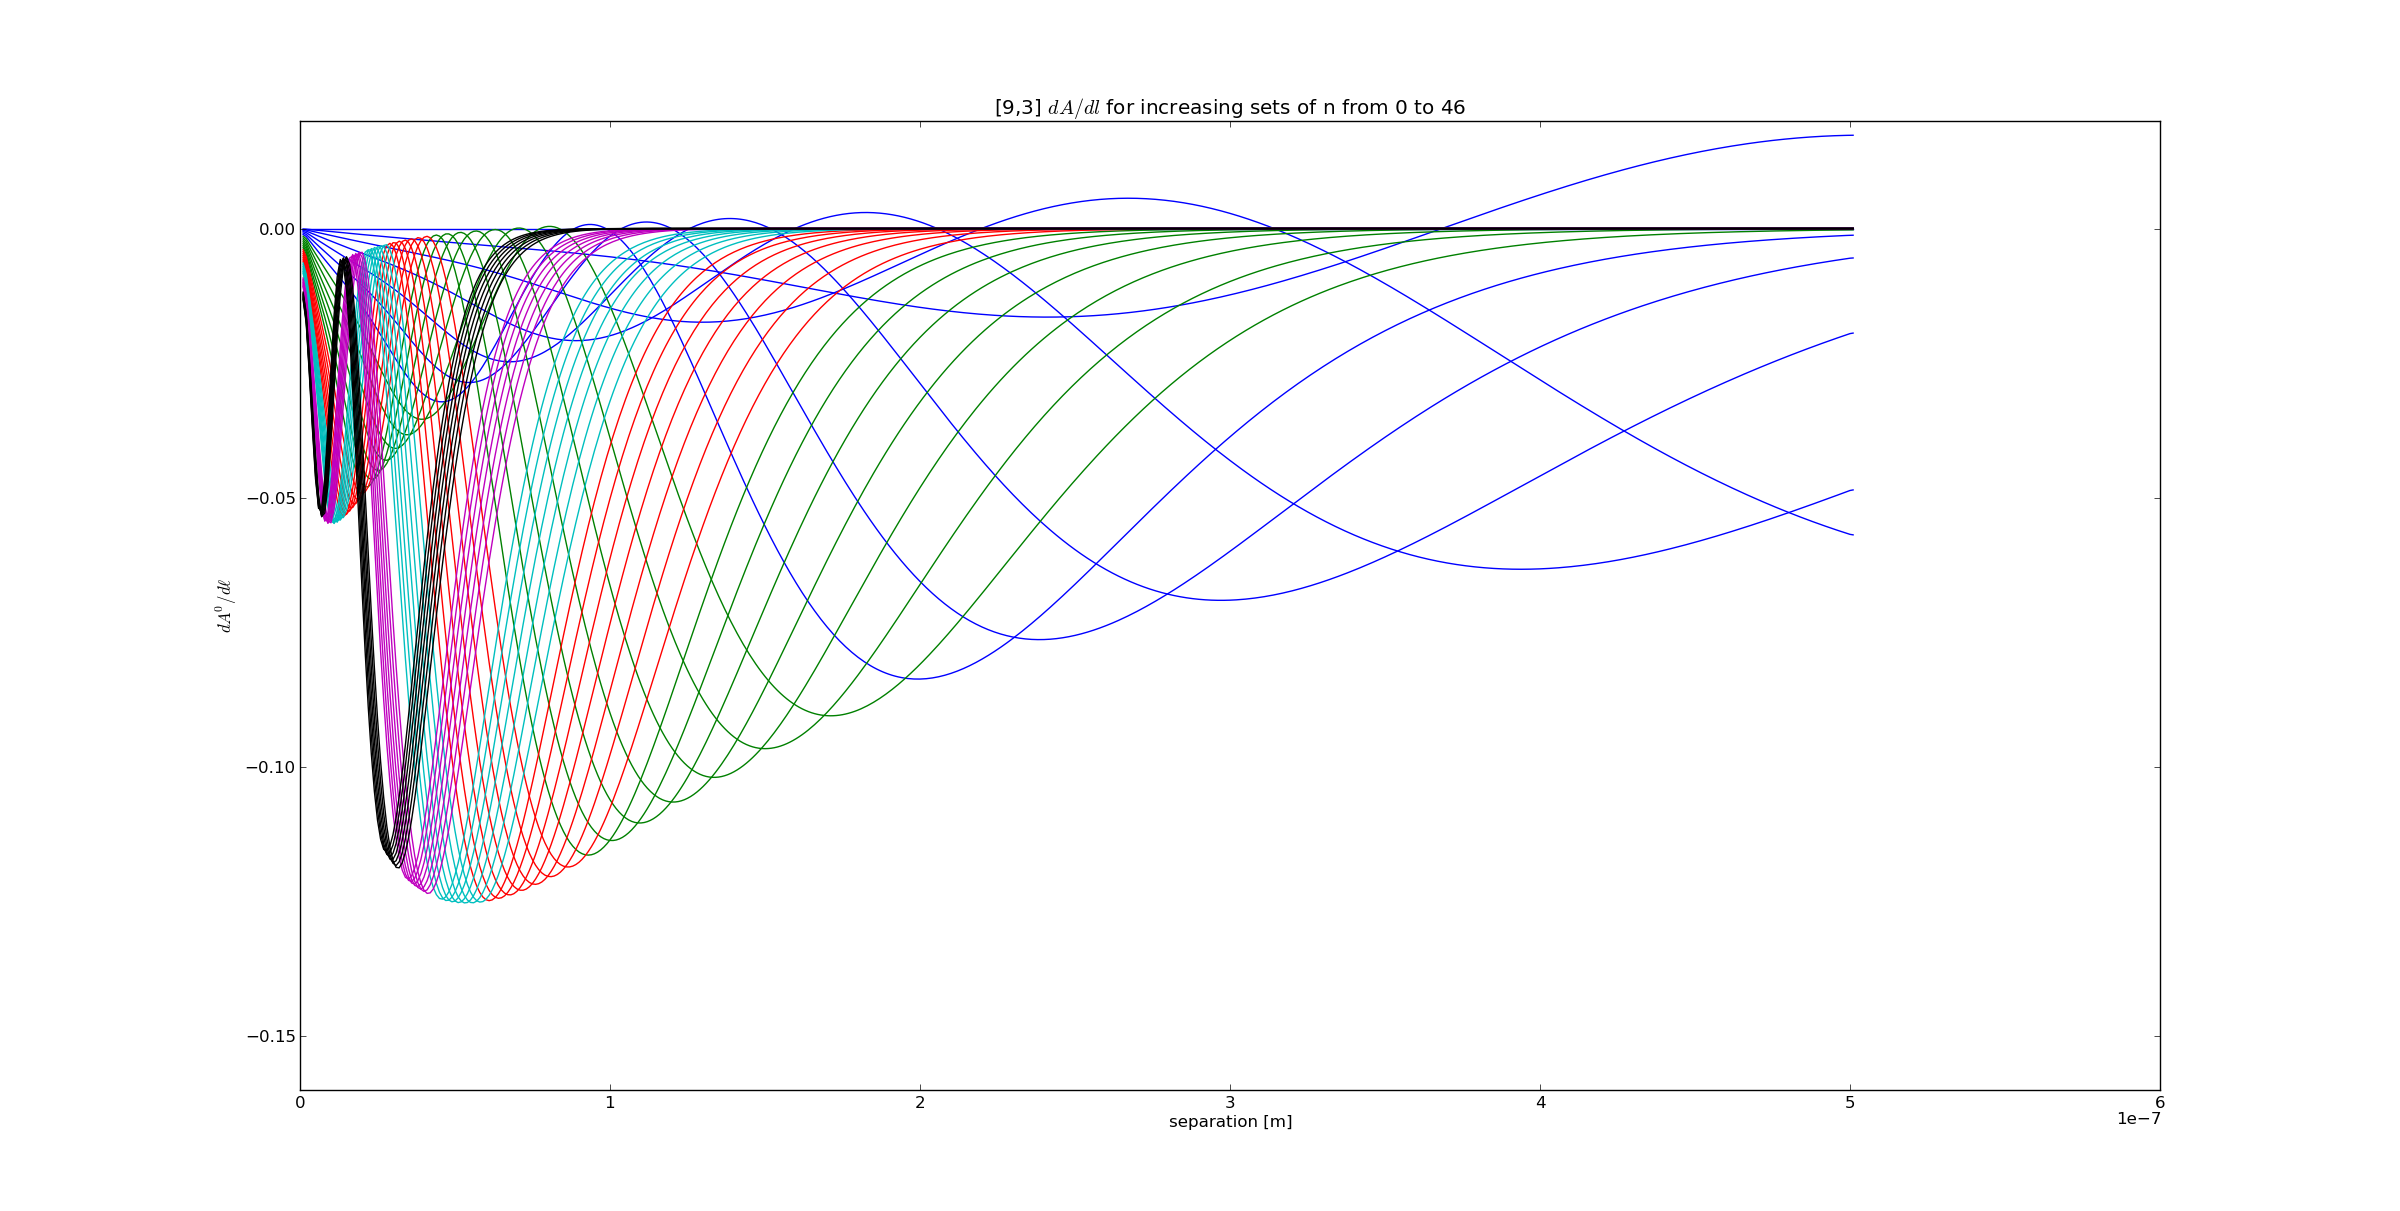 [9,3] dA/dl for increasing sets of n from 0 to 46
0.00
−0.05
−0.10
−0.15
dA⁰/dℓ
0 1 2 3 4 5 6
1e−7
separation [m]